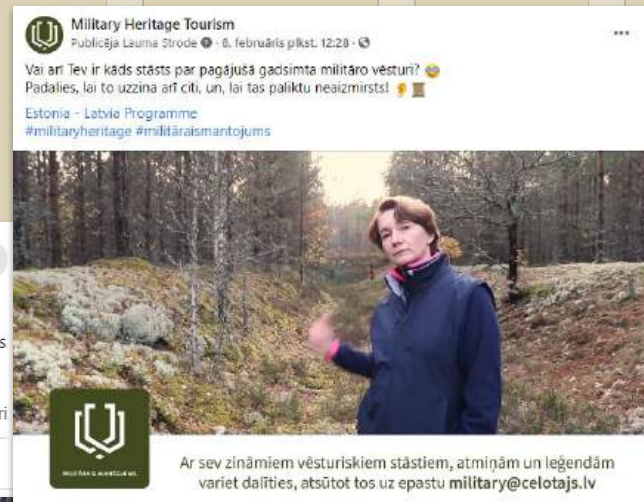 Military Heritage Tourism
Publicēja Lauma Strode · 8. februāris plkst. 12:28 ·
Vai arī Tev ir kāds stāsts par pagājušā gadsimta militāro vēsturi?
Padalies, lai to uzzina arī citi, un, lai tas paliktu neaizmirsts!
Estonia - Latvia Programme
#militaryheritage #militāraismantojums
MILITĀRAIS MANTOJUMS
Ar sev zināmiem vēsturiskiem stāstiem, atmiņām un leģendām
variet dalīties, atsūtot tos uz epastu military@celotajs.lv